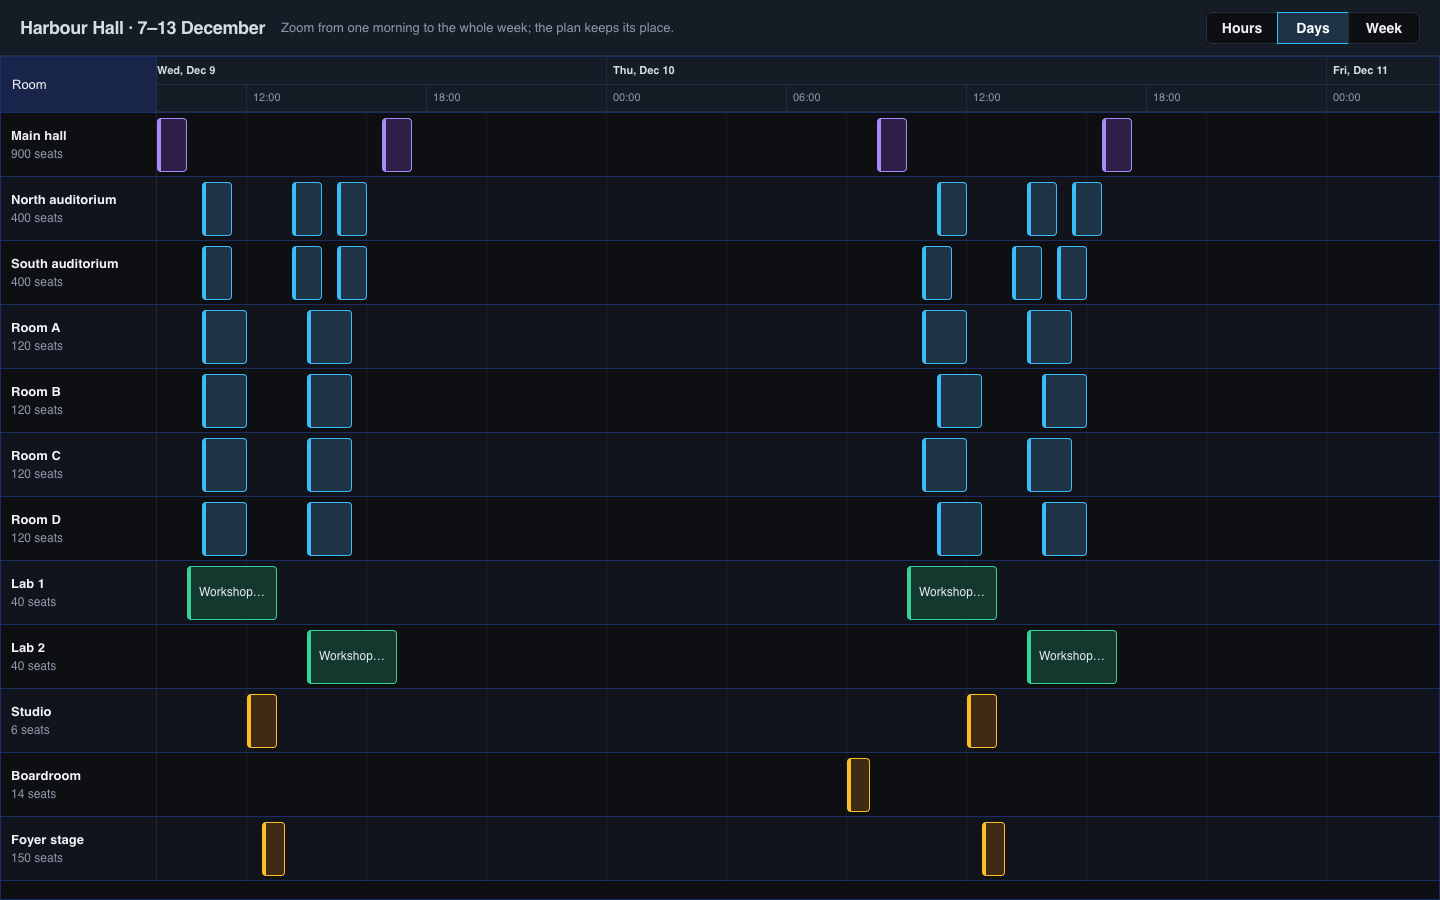 Harbour Hall · 7–13 December
Zoom from one morning to the whole week; the plan keeps its place.
Hours
Days
Week
Room
Wed, Dec 9
Thu, Dec 10
Fri, Dec 11
12:00
18:00
00:00
06:00
12:00
18:00
00:00
Main hall
900 seats
North auditorium
400 seats
South auditorium
400 seats
Room A
120 seats
Room B
120 seats
Room C
120 seats
Room D
120 seats
Lab 1
40 seats
Workshop…
Workshop…
Lab 2
40 seats
Workshop…
Workshop…
Studio
6 seats
Boardroom
14 seats
Foyer stage
150 seats